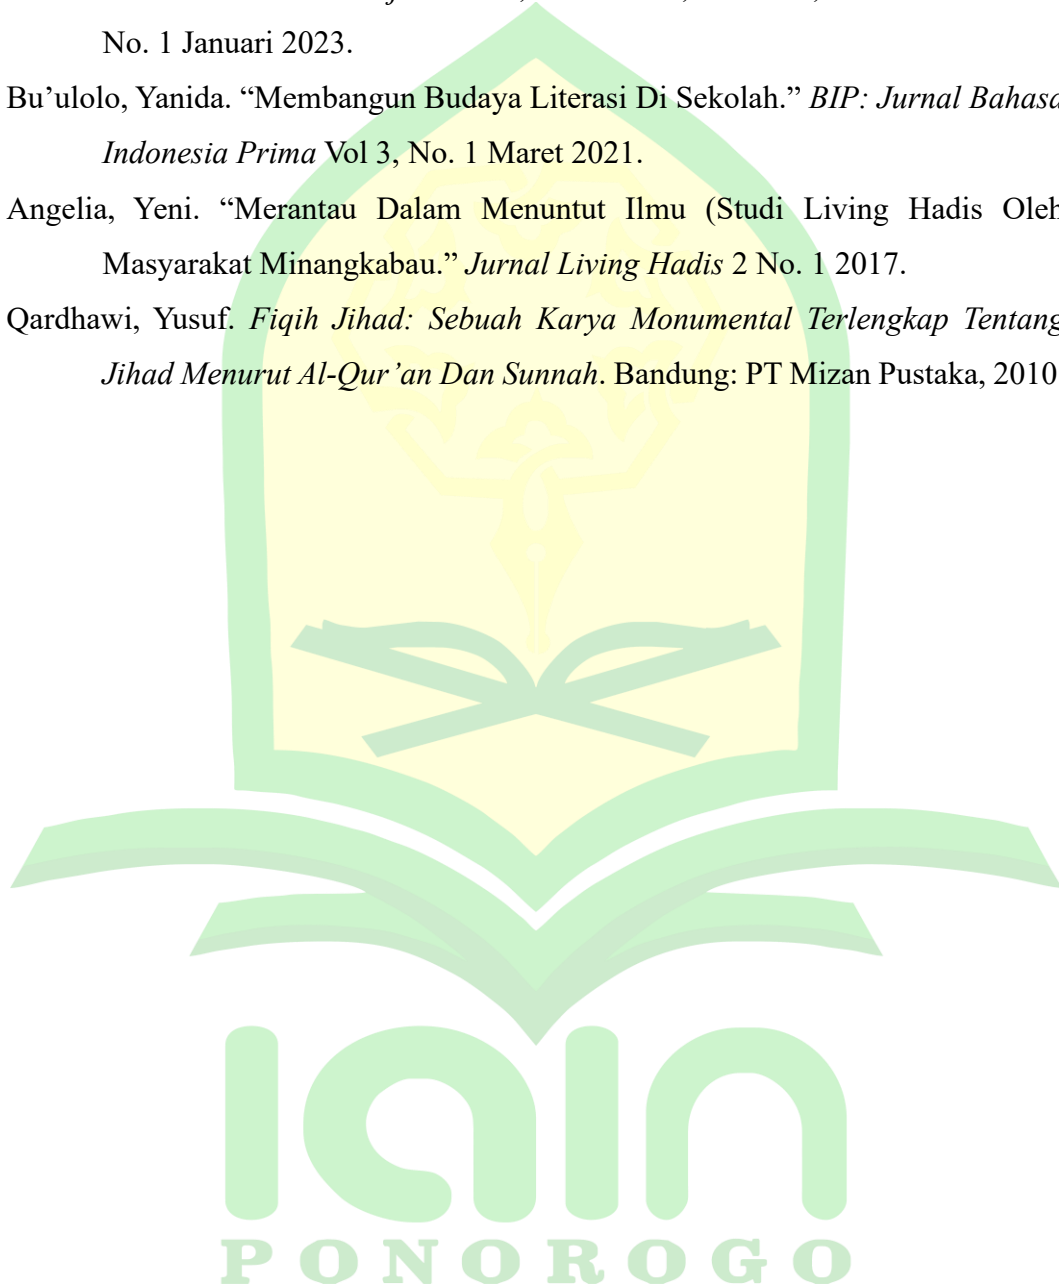 No. 1 Januari 2023.
Bu’ulolo, Yanida. “Membangun Budaya Literasi Di Sekolah.” BIP: Jurnal Bahasa
Indonesia Prima Vol 3, No. 1 Maret 2021.
Angelia, Yeni. “Merantau Dalam Menuntut Ilmu (Studi Living Hadis Oleh
Masyarakat Minangkabau.” Jurnal Living Hadis 2 No. 1 2017.
Qardhawi, Yusuf. Fiqih Jihad: Sebuah Karya Monumental Terlengkap Tentang
Jihad Menurut Al-Qur’an Dan Sunnah. Bandung: PT Mizan Pustaka, 2010
iain
PONOROGO